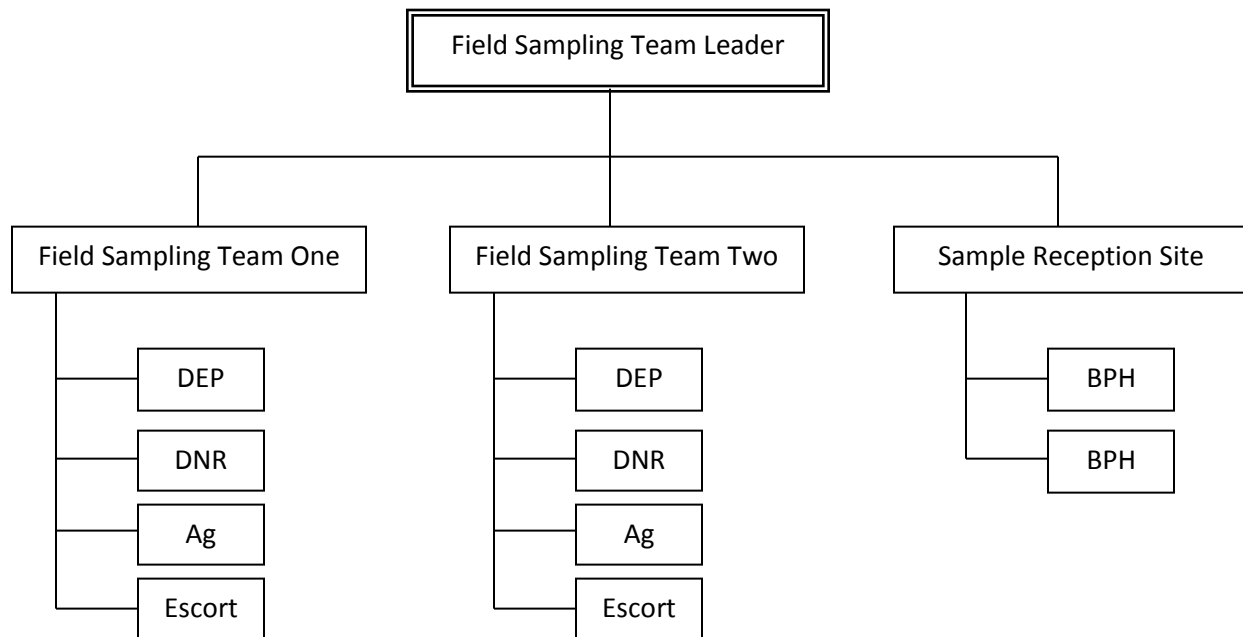 Field Sampling Team Leader
Field Sampling Team One
DEP
DNR
Ag
Escort
Field Sampling Team Two
DEP
DNR
Ag
Escort
Sample Reception Site
BPH
BPH